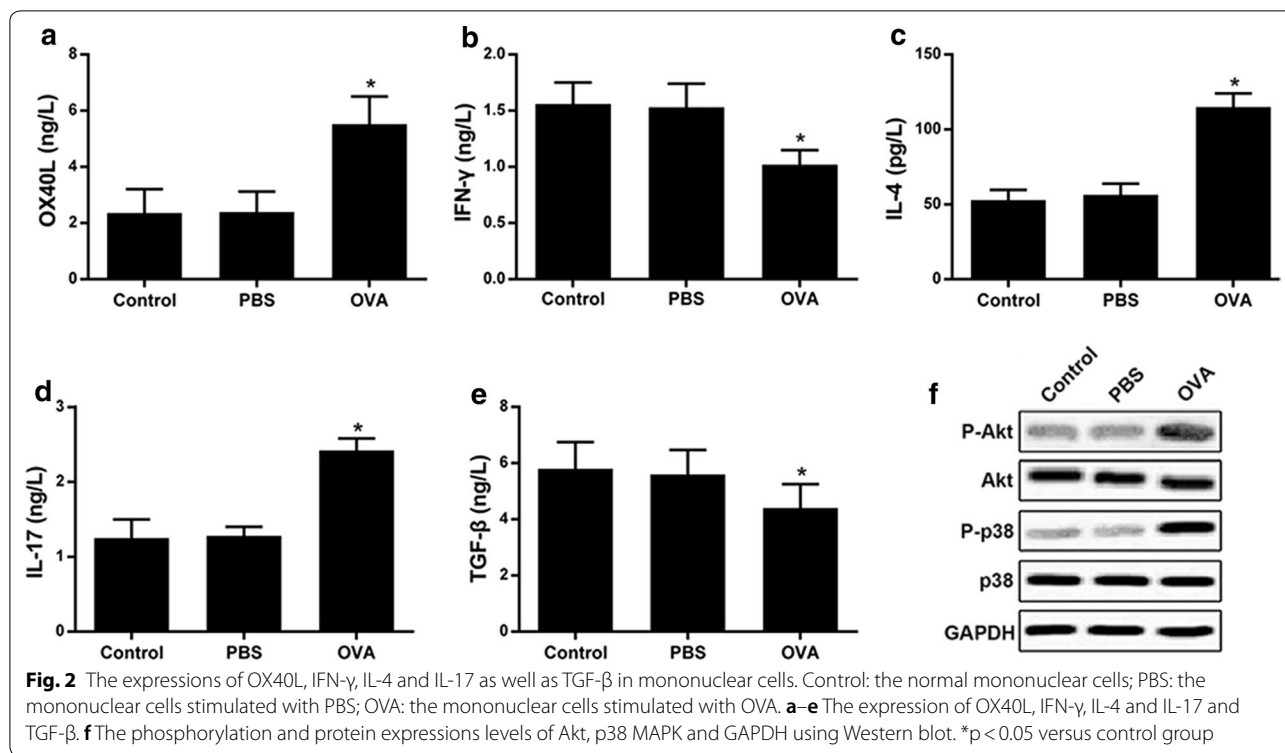 a
OX40L (ng/L)
8
6
4
2
0
*
Control PBS OVA
b
IFN-γ (ng/L)
2.0
1.5
1.0
0.5
0.0
*
Control PBS OVA
c
IL-4 (pg/L)
150
100
50
0
*
Control PBS OVA
d
IL-17 (ng/L)
3
2
1
0
*
Control PBS OVA
e
TGF-β (ng/L)
8
6
4
2
0
*
Control PBS OVA
f
Control PBS OVA
P-Akt
Akt
P-p38
p38
GAPDH
Fig. 2 The expressions of OX40L, IFN-γ, IL-4 and IL-17 as well as TGF-β in mononuclear cells. Control: the normal mononuclear cells; PBS: the
mononuclear cells stimulated with PBS; OVA: the mononuclear cells stimulated with OVA. a–e The expression of OX40L, IFN-γ, IL-4 and IL-17 and
TGF-β. f The phosphorylation and protein expressions levels of Akt, p38 MAPK and GAPDH using Western blot. *p < 0.05 versus control group